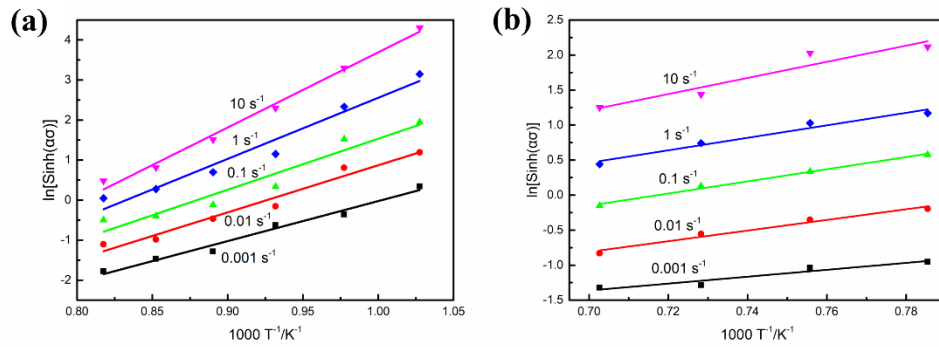 (a)
ln[Sinh(ασ)]
4
3
2
1
0
-1
-2
10 s⁻¹
1 s⁻¹
0.1 s⁻¹
0.01 s⁻¹
0.001 s⁻¹
0.80 0.85 0.90 0.95 1.00 1.05
1000 T⁻¹/K⁻¹
(b)
ln[Sinh(ασ)]
2.5
2.0
1.5
1.0
0.5
0.0
-0.5
-1.0
-1.5
10 s⁻¹
1 s⁻¹
0.1 s⁻¹
0.01 s⁻¹
0.001 s⁻¹
0.70 0.72 0.74 0.76 0.78
1000 T⁻¹/K⁻¹